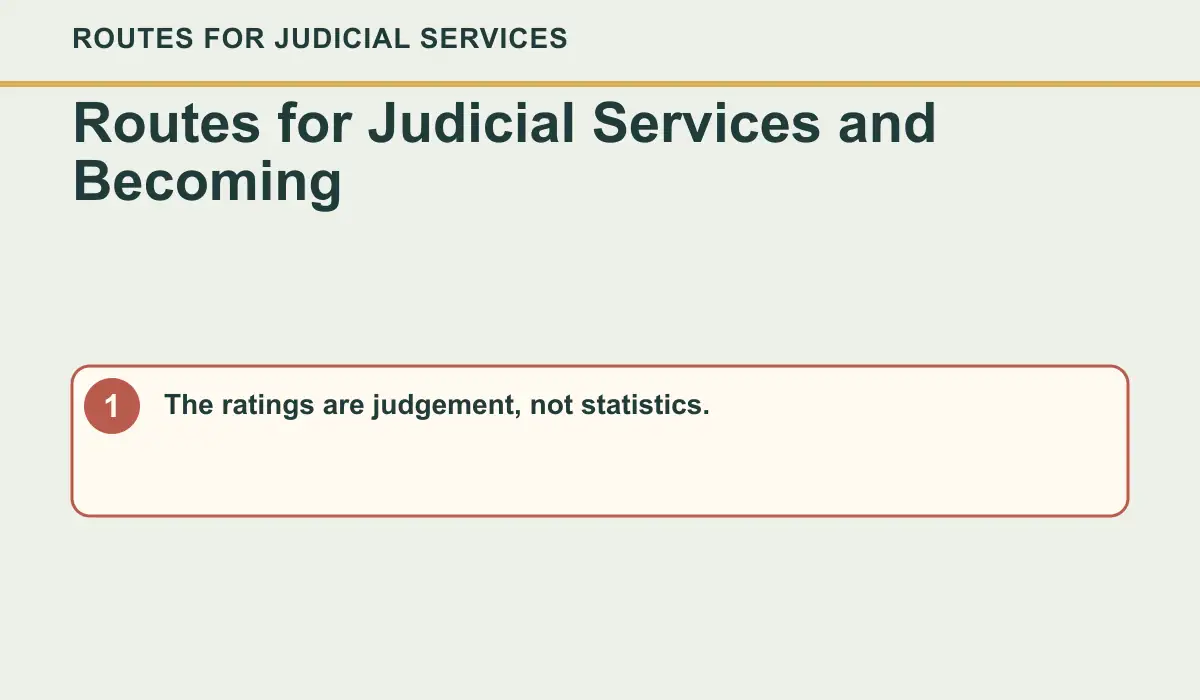 ROUTES FOR JUDICIAL SERVICES
Routes for Judicial Services and
Becoming
1
The ratings are judgement, not statistics.